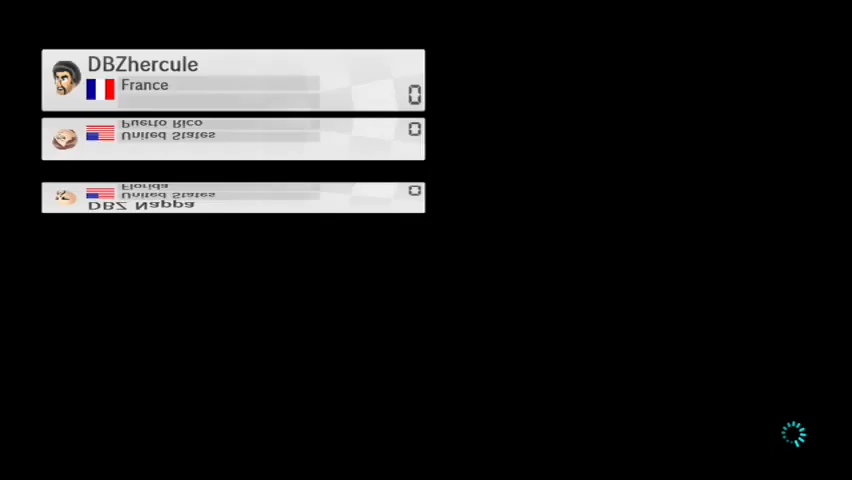 DBZhercule
France
0
Puerto Rico
United States
0
Florida
United States
0
DBZ Nappa